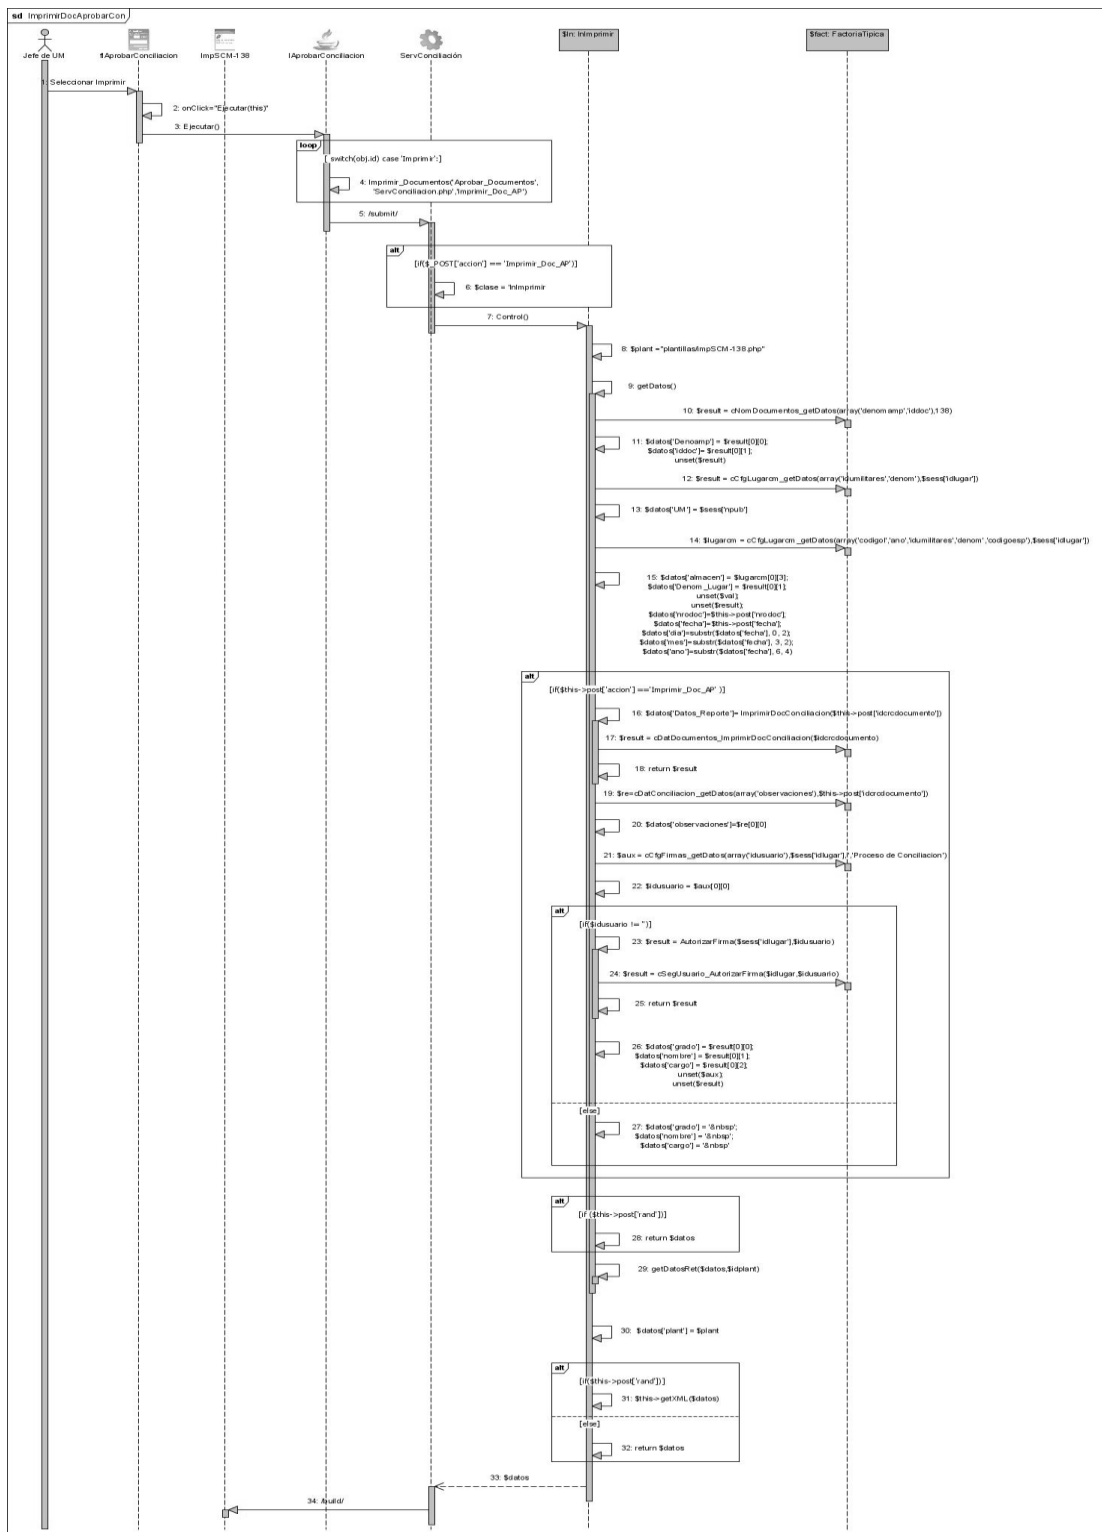 sd ImprimirDocAprobarCon
Jefe de UM
fIAprobarConciliacion
ImpSCM-138
IAprobarConciliacion
ServConciliación
$In: InImprimir
$fact: FactoriaTipica
1: Seleccionar Imprimir
2: onClick="Ejecutar(this)"
3: Ejecutar()
loop
[ switch(obj.id) case 'Imprimir':]
4: Imprimir_Documentos('Aprobar_Documentos',
'ServConciliacion.php','Imprimir_Doc_AP')
5: /submit/
alt
[if($_POST['accion'] == 'Imprimir_Doc_AP')]
6: $clase = 'InImprimir
7: Control()
8: $plant ="plantillas/ImpSCM-138.php"
9: getDatos()
10: $result = cNomDocumentos_getDatos(array('denomamp','iddoc'),138)
11: $datos['Denoamp'] = $result[0][0];
$datos['iddoc']= $result[0][1];
unset($result)
12: $result = cCfgLugarcm_getDatos(array('idumilitares','denom'),$sess['idlugar'])
13: $datos['UM'] = $sess['npub']
14: $lugarcm = cCfgLugarcm_getDatos(array('codigol','ano','idumilitares','denom','codigoesp'),$sess['idlugar'])
15: $datos['almacen'] = $lugarcm[0][3];
$datos['Denom_Lugar'] = $result[0][1];
unset($val);
unset($result);
$datos['nrodoc']=$this->post['nrodoc'];
$datos['fecha']=$this->post['fecha'];
$datos['dia']=substr($datos['fecha'], 0, 2);
$datos['mes']=substr($datos['fecha'], 3, 2);
$datos['ano']=substr($datos['fecha'], 6, 4)
alt
[if($this->post['accion'] =='Imprimir_Doc_AP' )]
16: $datos['Datos_Reporte']= ImprimirDocConciliacion($this->post['idcrcdocumento'])
17: $result = cDatDocumentos_ImprimirDocConciliacion($idcrcdocumento)
18: return $result
19: $re=cDatConciliacion_getDatos(array('observaciones'),$this->post['idcrcdocumento'])
20: $datos['observaciones']=$re[0][0]
21: $aux = cCfgFirmas_getDatos(array('idusuario'),$sess['idlugar'],'','Proceso de Conciliacion')
22: $idusuario = $aux[0][0]
alt
[if($idusuario != '')]
23: $result = AutorizarFirma($sess['idlugar'],$idusuario)
24: $result = cSegUsuario_AutorizarFirma($idlugar,$idusuario)
25: return $result
26: $datos['grado'] = $result[0][0];
$datos['nombre'] = $result[0][1];
$datos['cargo'] = $result[0][2];
unset($aux);
unset($result)
[else]
27: $datos['grado'] = '&nbsp';
$datos['nombre'] = '&nbsp';
$datos['cargo'] = '&nbsp'
alt
[if ($this->post['rand'])]
28: return $datos
29: getDatosRet($datos,$idplant)
30: $datos['plant'] = $plant
alt
[if($this->post['rand'])]
31: $this->getXML($datos)
[else]
32: return $datos
33: $datos
34: /build/